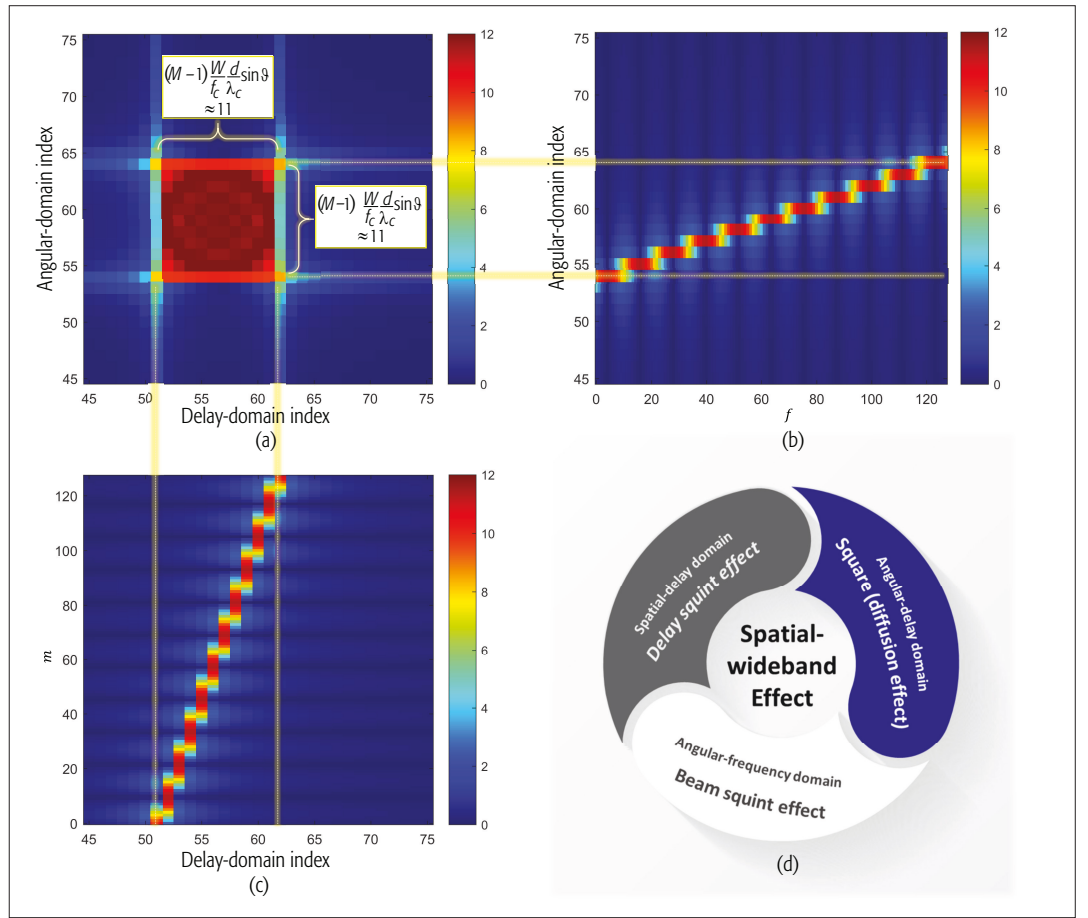 75
70
65
60
55
50
45
Angular-domain index
(M – 1) W/f_c d/λ_c sinϑ
≈11
(M – 1) W/f_c d/λ_c sinϑ
≈11
45 50 55 60 65 70 75
Delay-domain index
(a)
12
10
8
6
4
2
0
75
70
65
60
55
50
45
Angular-domain index
0 20 40 60 80 100 120
f
(b)
12
10
8
6
4
2
0
120
100
80
60
40
20
0
m
45 50 55 60 65 70 75
Delay-domain index
(c)
12
10
8
6
4
2
0
Spatial-delay domain
Delay squint effect
Angular-delay domain
Square (diffusion effect)
Spatial-
wideband
Effect
Angular-frequency domain
Beam squint effect
(d)